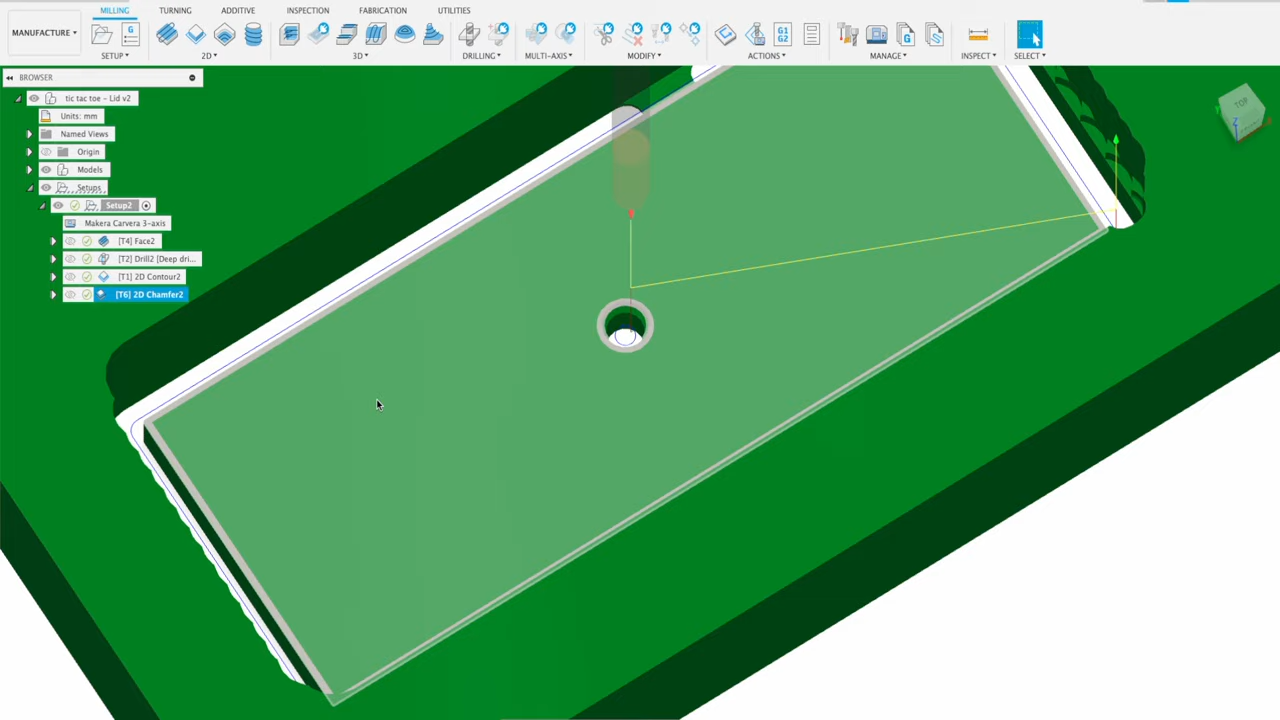 MILLING TURNING ADDITIVE INSPECTION FABRICATION UTILITIES
MANUFACTURE
G
G1 G2
G
SETUP 2D 3D DRILLING MULTI-AXIS MODIFY ACTIONS MANAGE INSPECT SELECT
BROWSER
tic tac toe - Lid v2
Units: mm
Named Views
Origin
Models
Setups
Setup2
Makera Carvera 3-axis
[T4] Face2
[T2] Drill2 [Deep dri...
[T1] 2D Contour2
[T6] 2D Chamfer2
TOP
Z